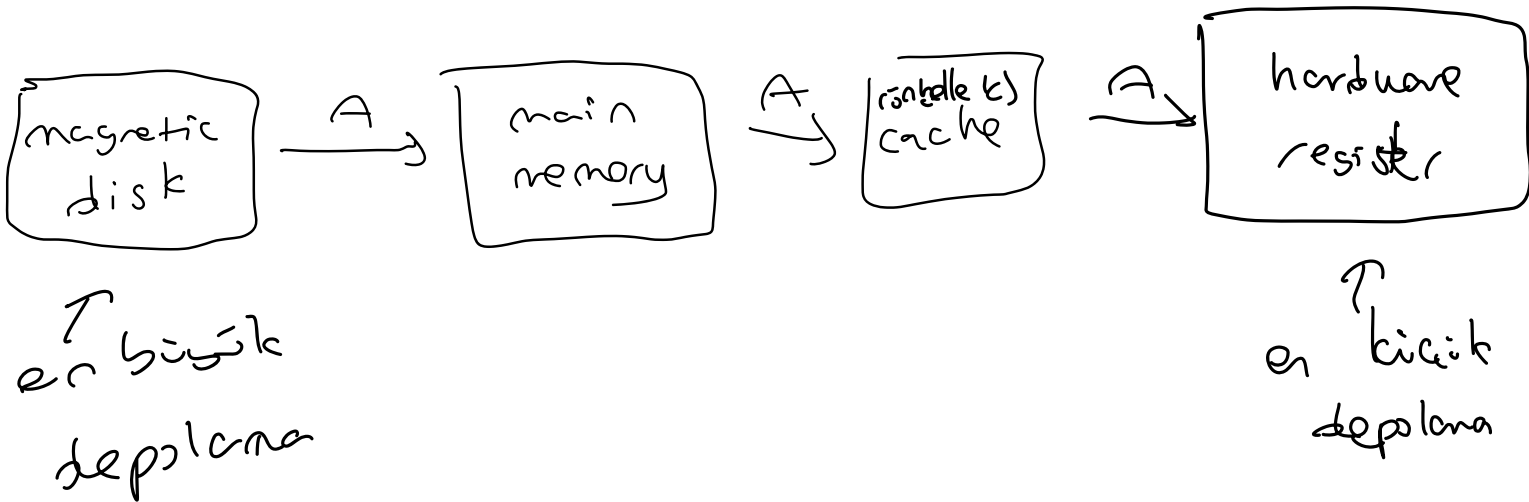 magnetic
disk
A
main
memory
A
cache
A
hardware
register
en büyük
depolama
en küçük
depolama